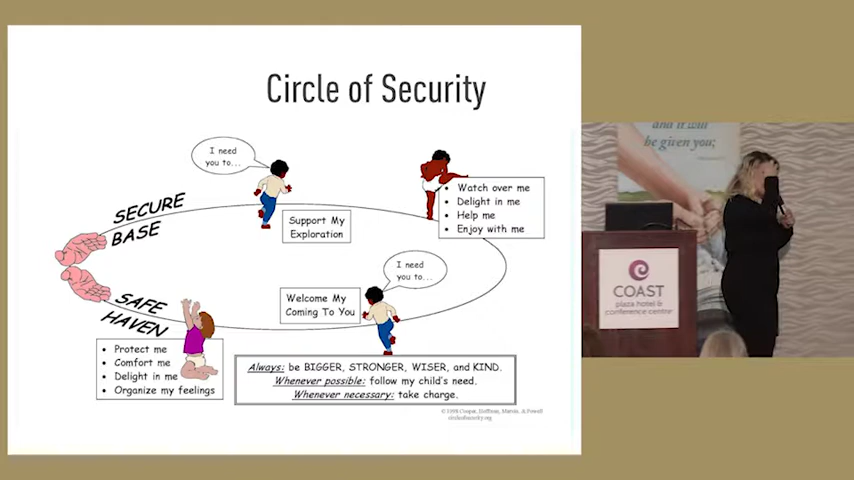 Circle of Security
I need
you to...
SECURE
BASE
Support My
Exploration
• Watch over me
• Delight in me
• Help me
• Enjoy with me
I need
you to...
Welcome My
Coming To You
SAFE
HAVEN
• Protect me
• Comfort me
• Delight in me
• Organize my feelings
Always: be BIGGER, STRONGER, WISER, and KIND.
Whenever possible: follow my child's need.
Whenever necessary: take charge.
© 1998 Cooper, Hoffman, Marvin, & Powell
circleofsecurity.org
and it will
be given you;
COAST
plaza hotel &
conference centre